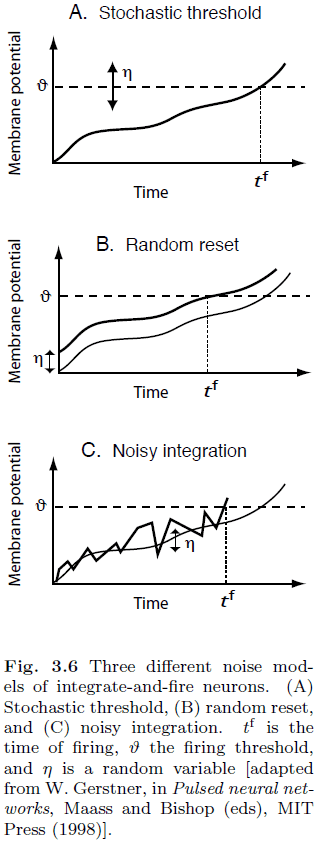 A. Stochastic threshold
Membrane potential
ϑ
η
Time
t^f
B. Random reset
Membrane potential
ϑ
η
Time
t^f
C. Noisy integration
Membrane potential
ϑ
η
Time
t^f
Fig. 3.6 Three different noise mod-
els of integrate-and-fire neurons. (A)
Stochastic threshold, (B) random reset,
and (C) noisy integration. t^f is the
time of firing, ϑ the firing threshold,
and η is a random variable [adapted
from W. Gerstner, in Pulsed neural net-
works, Maass and Bishop (eds), MIT
Press (1998)].